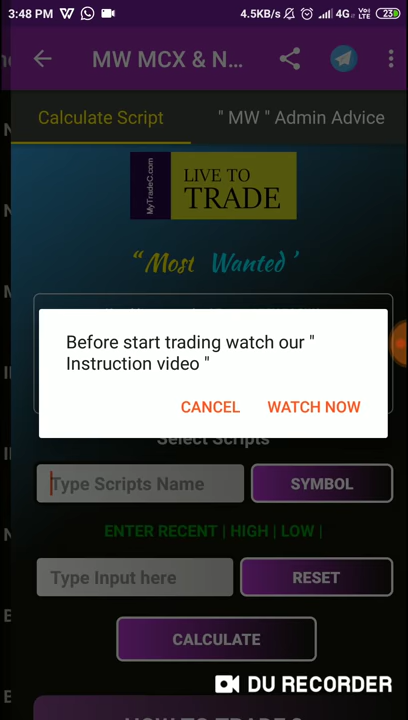 3:48 PM
4.5KB/s
4G
Vo) LTE
23
MW MCX & N...
Calculate Script
" MW " Admin Advice
MyTradeC.com
LIVE TO
TRADE
“Most Wanted ’
Before start trading watch our "
Instruction video "
CANCEL
WATCH NOW
Select Scripts
Type Scripts Name
SYMBOL
ENTER RECENT | HIGH | LOW |
Type Input here
RESET
CALCULATE
DU RECORDER